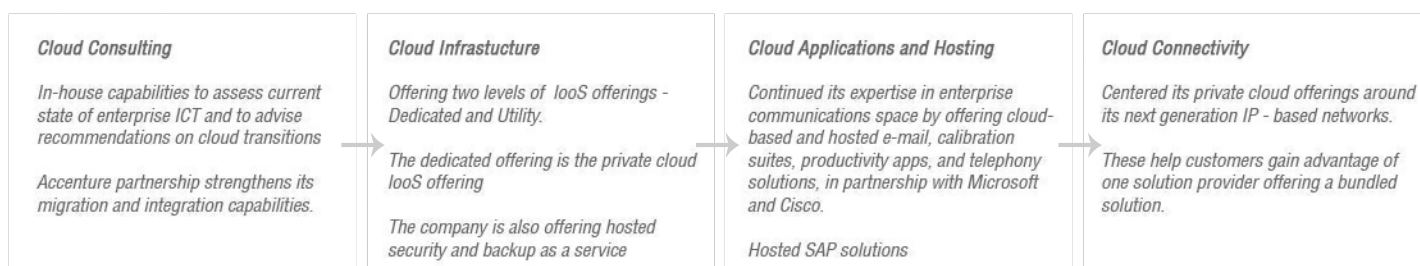 Cloud Consulting
In-house capabilities to assess current
state of enterprise ICT and to advise
recommendations on cloud transitions
Accenture partnership strengthens its
migration and integration capabilities.
Cloud Infrastucture
Offering two levels of IooS offerings -
Dedicated and Utility.
The dedicated offering is the private cloud
IooS offering
The company is also offering hosted
security and backup as a service
Cloud Applications and Hosting
Continued its expertise in enterprise
communications space by offering cloud-
based and hosted e-mail, calibration
suites, productivity apps, and telephony
solutions, in partnership with Microsoft
and Cisco.
Hosted SAP solutions
Cloud Connectivity
Centered its private cloud offerings around
its next generation IP - based networks.
These help customers gain advantage of
one solution provider offering a bundled
solution.